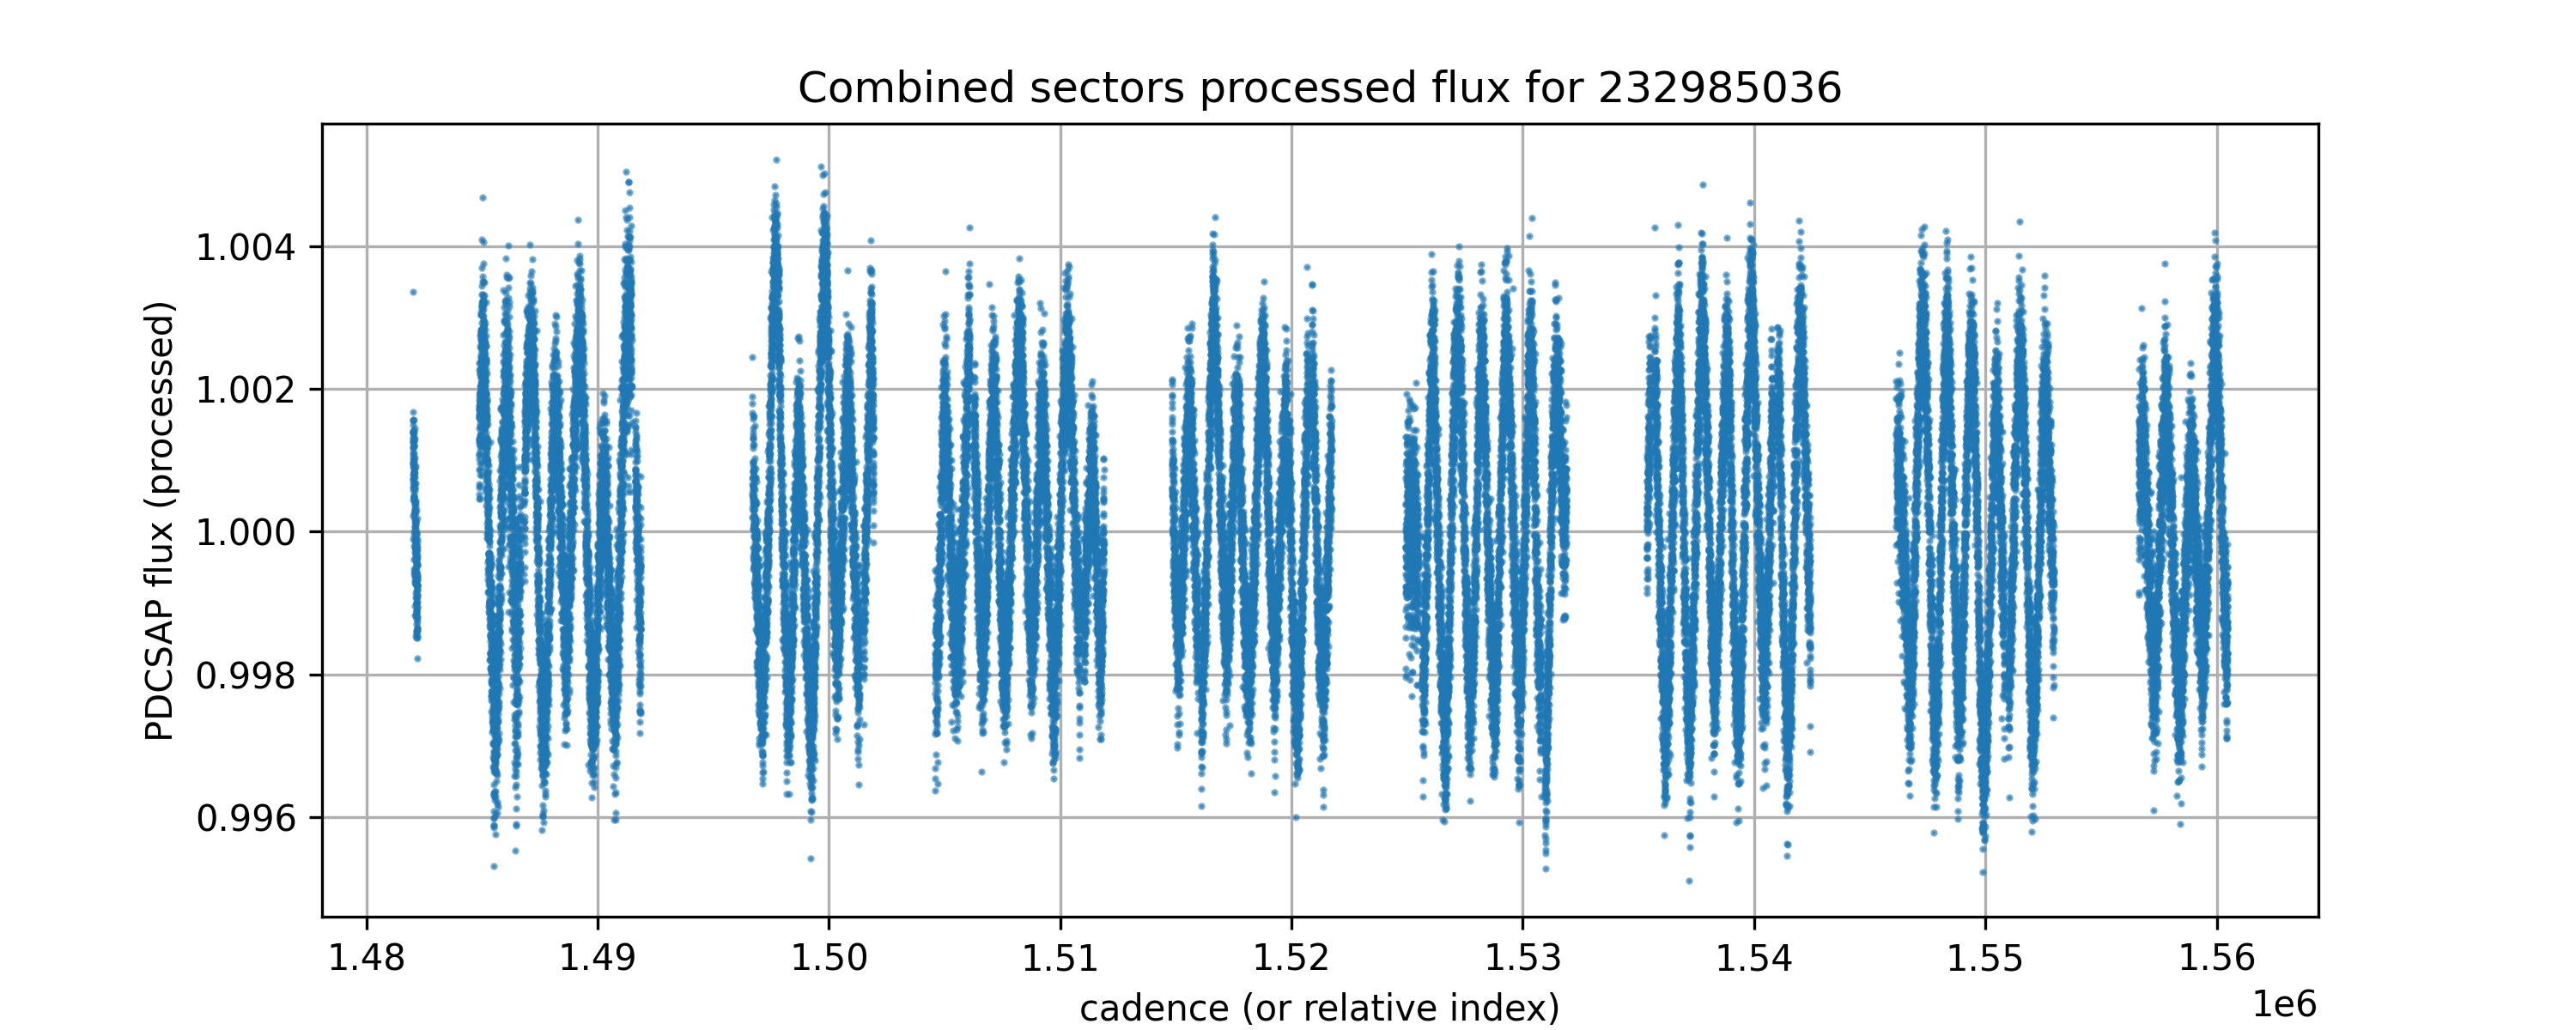 Combined sectors processed flux for 232985036
PDCSAP flux (processed)
1.004
1.002
1.000
0.998
0.996
1.48 1.49 1.50 1.51 1.52 1.53 1.54 1.55 1.56
cadence (or relative index)
1e6